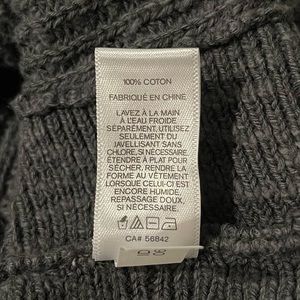 100% COTON
FABRIQUÉ EN CHINE
LAVEZ À LA MAIN
À L'EAU FROIDE
SÉPARÉMENT, UTILISEZ
SEULEMENT DU
JAVELLISANT SANS
CHLORE, SI NÉCESSAIRE.
ÉTENDRE À PLAT POUR
SÉCHER. RENDRE LA
FORME AU VÊTEMENT
LORSQUE CELUI-CI EST
ENCORE HUMIDE,
REPASSAGE DOUX,
SI NÉCESSAIRE.
CA# 56842